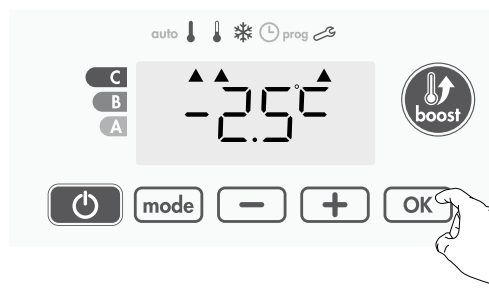 auto prog
C
B
A
-2.5°C
boost
mode − + OK